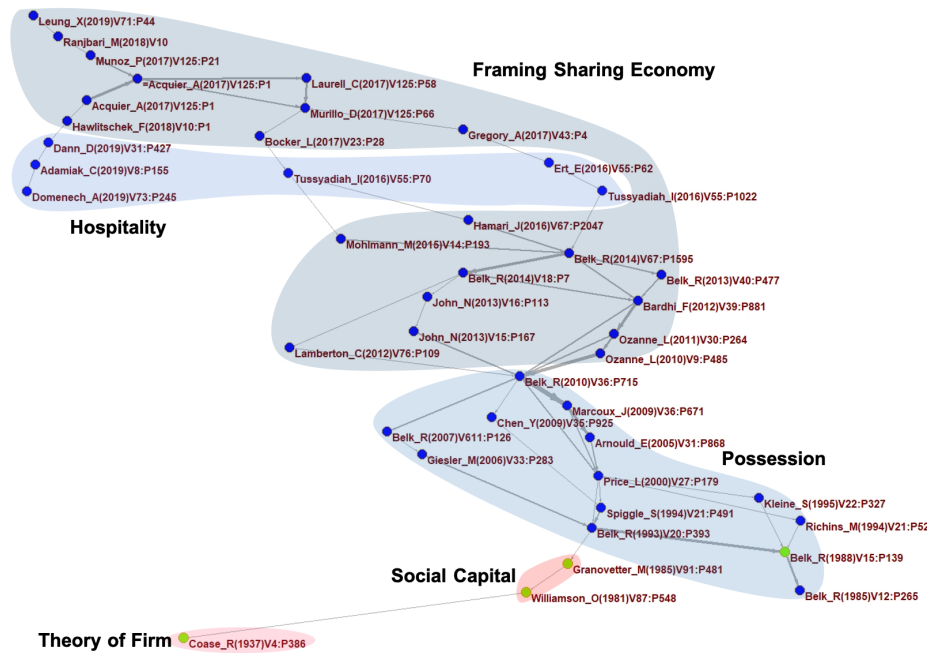 Leung_X(2019)V71:P44
Ranjbari_M(2018)V10
Munoz_P(2017)V125:P21
Framing Sharing Economy
=Acquier_A(2017)V125:P1
Laurell_C(2017)V125:P58
Acquier_A(2017)V125:P1
Murillo_D(2017)V125:P66
Hawlitschek_F(2018)V10:P1
Gregory_A(2017)V43:P4
Bocker_L(2017)V23:P28
Dann_D(2019)V31:P427
Adamiak_C(2019)V8:P155
Ert_E(2016)V55:P62
Tussyadiah_I(2016)V55:P70
Domenech_A(2019)V73:P245
Tussyadiah_I(2016)V55:P1022
Hospitality
Hamari_J(2016)V67:P2047
Mohlmann_M(2015)V14:P193
Belk_R(2014)V67:P1595
Belk_R(2014)V18:P7
Belk_R(2013)V40:P477
John_N(2013)V16:P113
Bardhi_F(2012)V39:P881
John_N(2013)V15:P167
Ozanne_L(2011)V30:P264
Lamberton_C(2012)V76:P109
Ozanne_L(2010)V9:P485
Belk_R(2010)V36:P715
Marcoux_J(2009)V36:P671
Chen_Y(2009)V36:P925
Belk_R(2007)V611:P126
Arnould_E(2005)V31:P868
Giesler_M(2006)V33:P283
Possession
Price_L(2000)V27:P179
Kleine_S(1995)V22:P327
Spiggle_S(1994)V21:P491
Richins_M(1994)V21:P52
Belk_R(1993)V20:P393
Belk_R(1988)V15:P139
Granovetter_M(1985)V91:P481
Social Capital
Belk_R(1985)V12:P265
Williamson_O(1981)V87:P548
Theory of Firm
Coase_R(1937)V4:P386